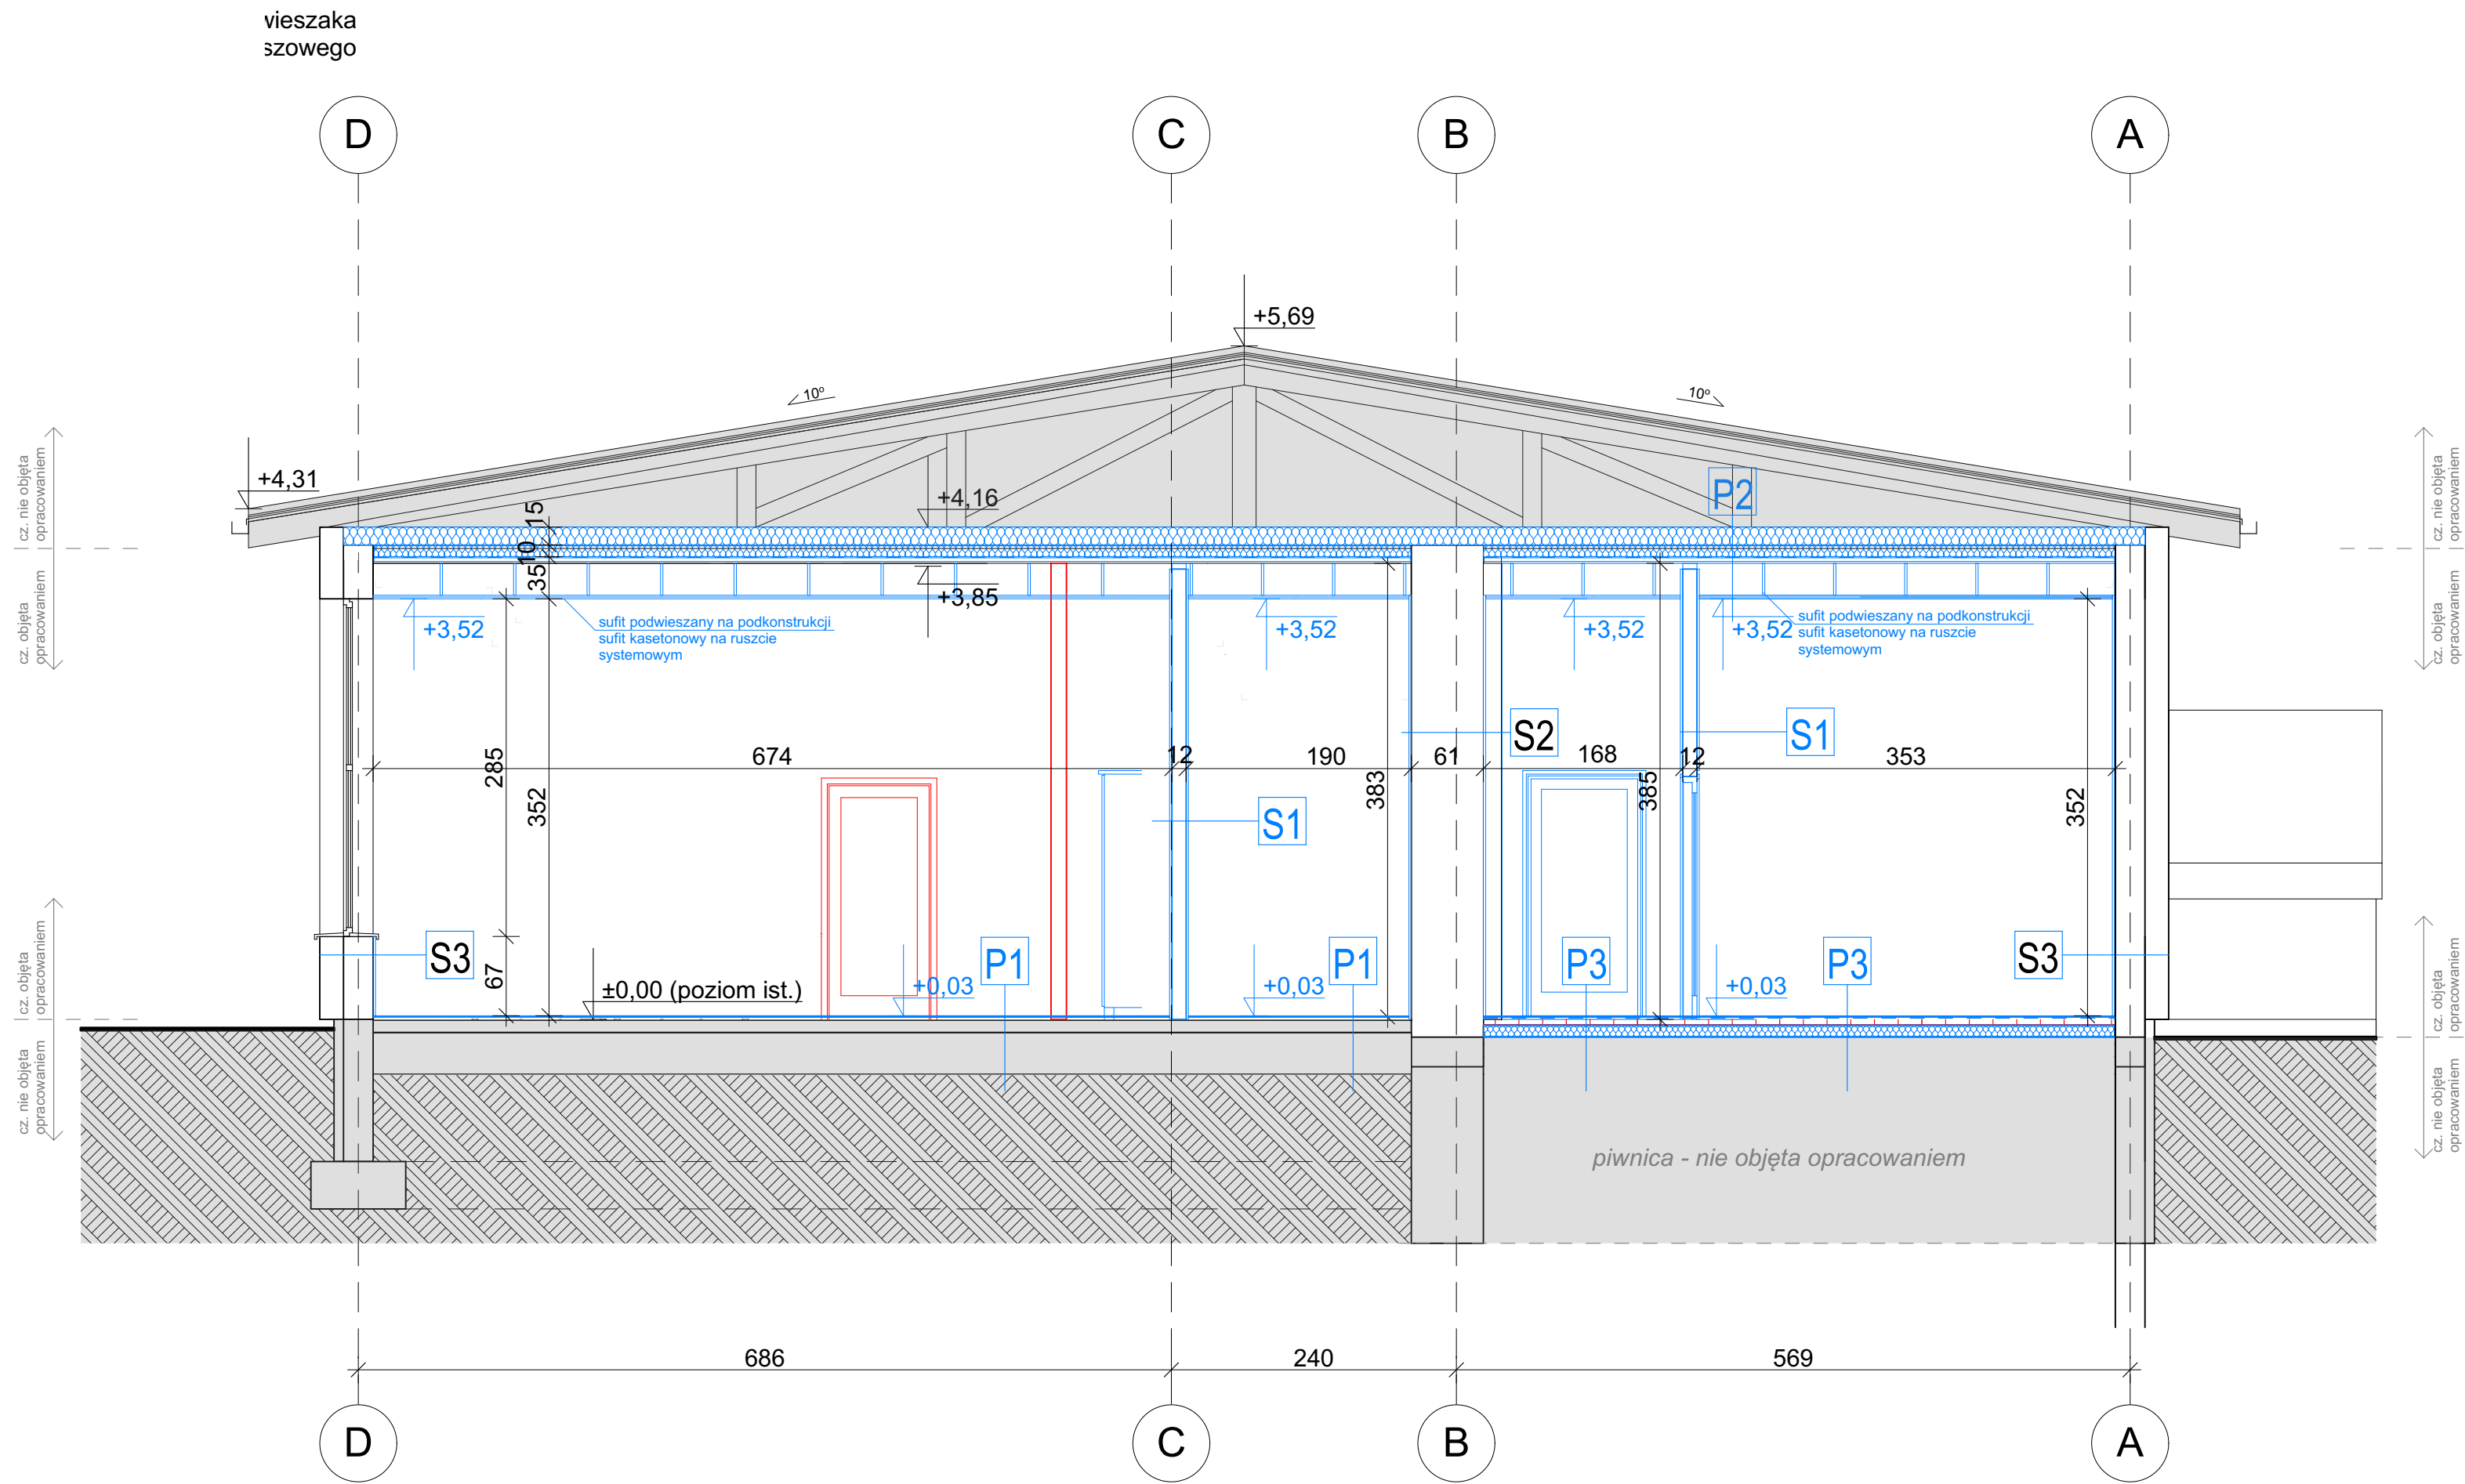 wieszaka
szowego
D
C
B
A
+5,69
10º
10º
+4,31
+4,16
P2
15
10
35
+3,85
cz. nie objęta
opracowaniem
cz. objęta
opracowaniem
cz. nie objęta
opracowaniem
cz. objęta
opracowaniem
+3,52
sufit podwieszany na podkonstrukcji
sufit kasetonowy na ruszcie
systemowym
+3,52
+3,52
+3,52
sufit podwieszany na podkonstrukcji
sufit kasetonowy na ruszcie
systemowym
S2
S1
674
12
190
61
168
12
353
285
352
383
385
352
S1
S3
67
±0,00 (poziom ist.)
+0,03
P1
+0,03
P1
P3
+0,03
P3
S3
cz. objęta
opracowaniem
cz. nie objęta
opracowaniem
cz. objęta
opracowaniem
cz. nie objęta
opracowaniem
piwnica - nie objęta opracowaniem
686
240
569
D
C
B
A